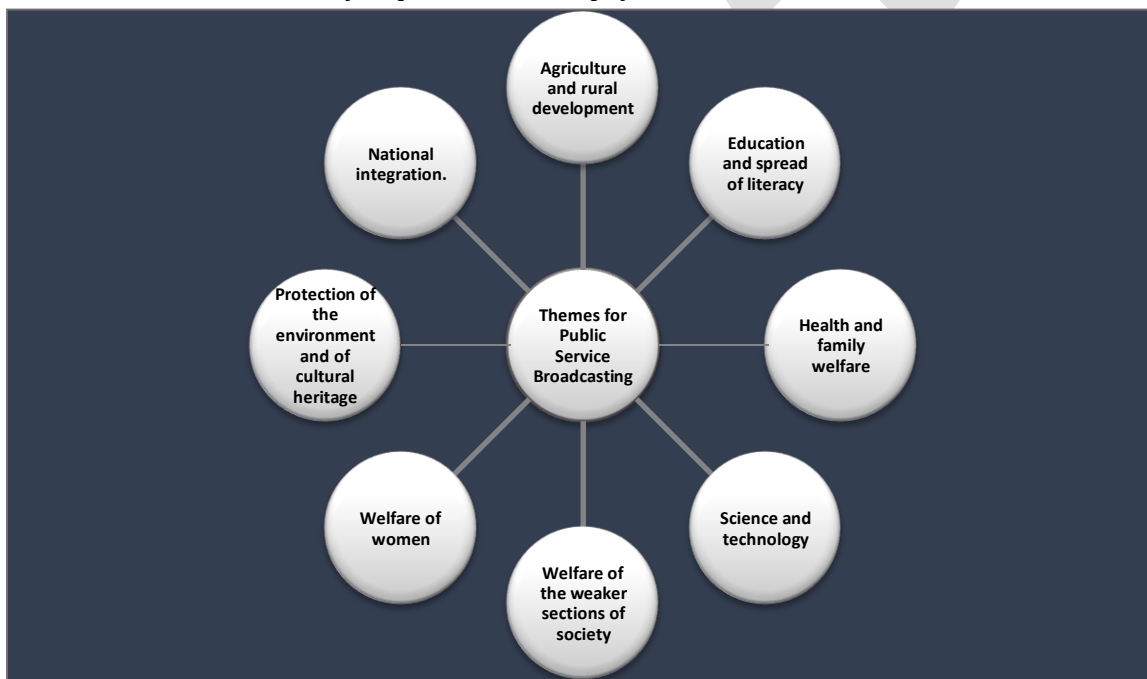 Agriculture
and rural
development
Education
and spread
of literacy
Health and
family
welfare
Science and
technology
Welfare of
the weaker
sections of
society
Welfare of
women
Protection of
the
environment
and of
cultural
heritage
National
integration.
Themes for
Public
Service
Broadcasting